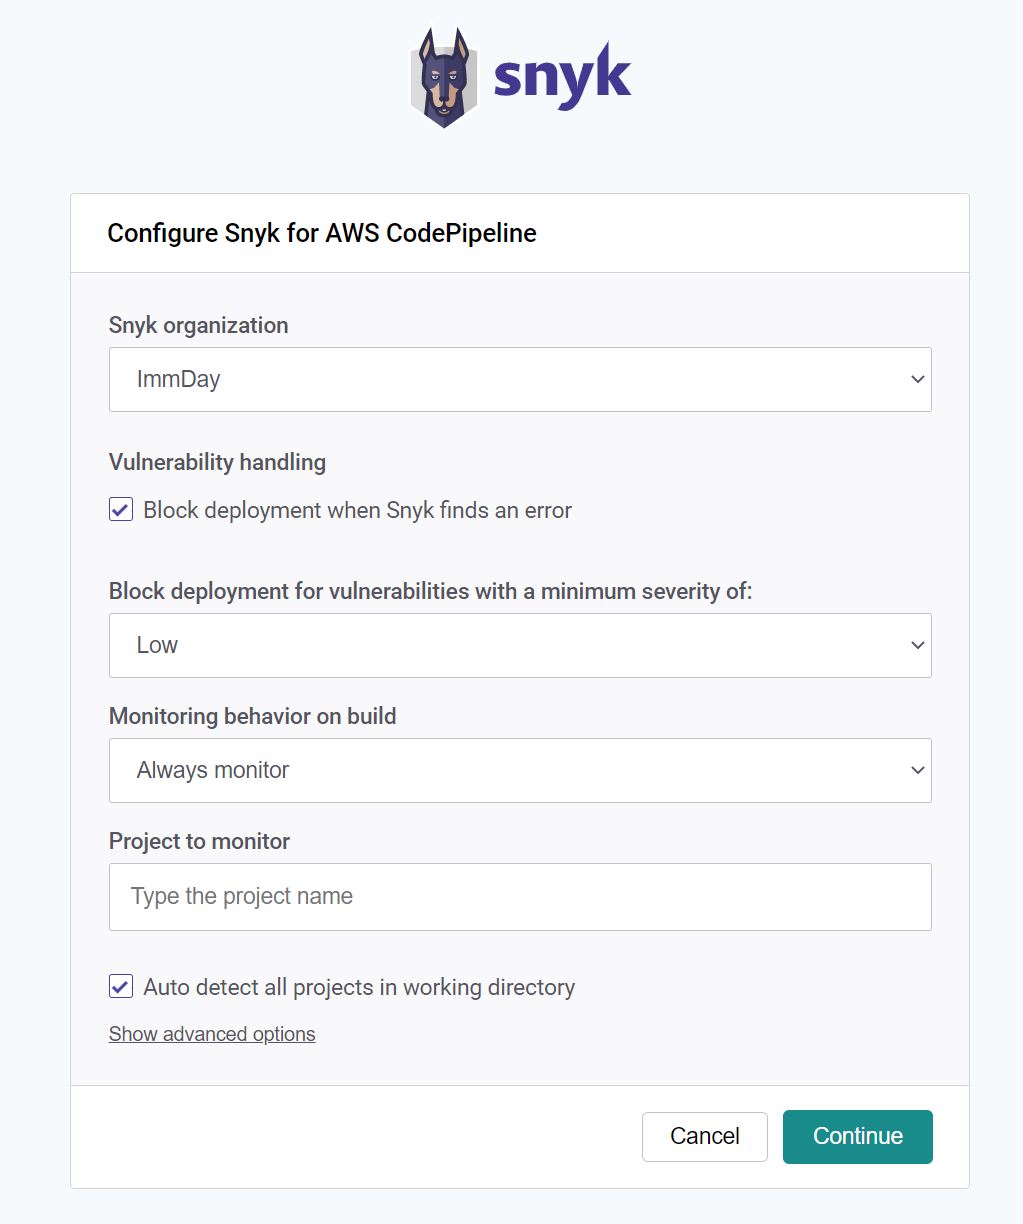 snyk
Configure Snyk for AWS CodePipeline
Snyk organization
ImmDay
Vulnerability handling
Block deployment when Snyk finds an error
Block deployment for vulnerabilities with a minimum severity of:
Low
Monitoring behavior on build
Always monitor
Project to monitor
Type the project name
Auto detect all projects in working directory
Show advanced options
Cancel Continue